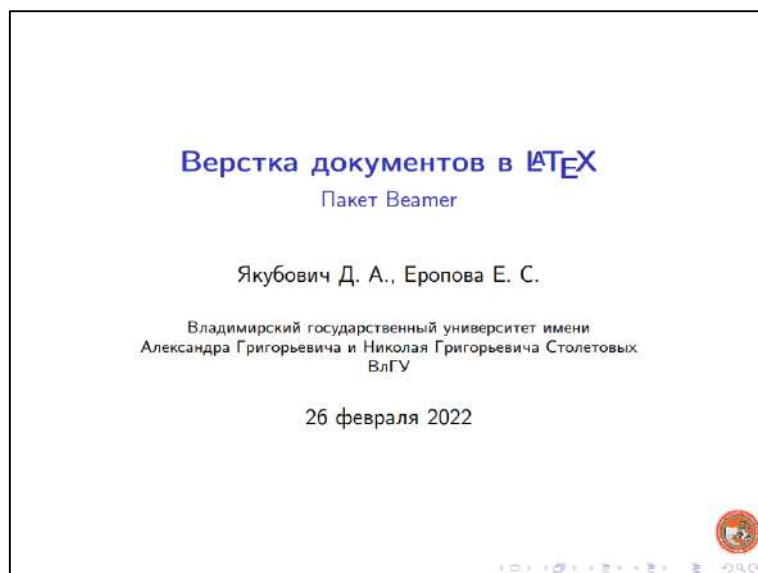 Верстка документов в LATEX
Пакет Beamer
Якубович Д. А., Еропова Е. С.
Владимирский государственный университет имени
Александра Григорьевича и Николая Григорьевича Столетовых
ВлГУ
26 февраля 2022